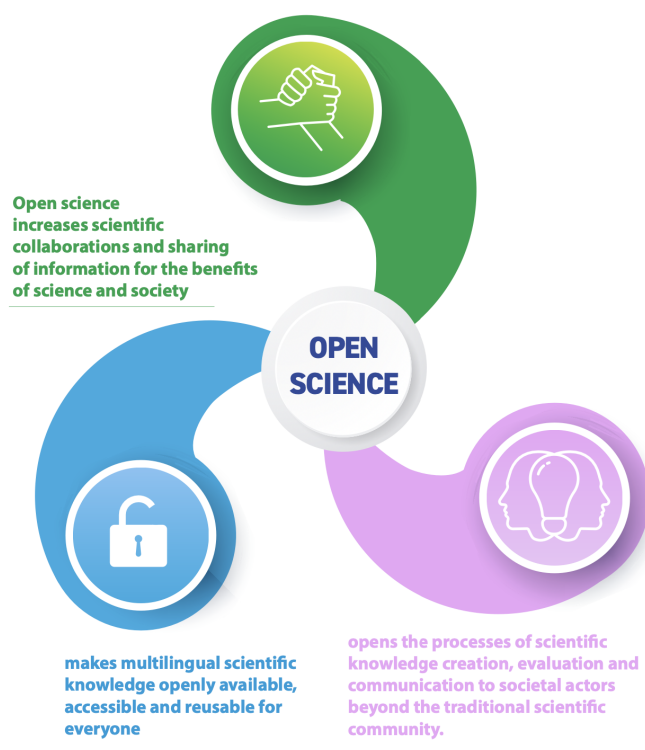 Open science
increases scientific
collaborations and sharing
of information for the benefits
of science and society
OPEN
SCIENCE
makes multilingual scientific
knowledge openly available,
accessible and reusable for
everyone
opens the processes of scientific
knowledge creation, evaluation and
communication to societal actors
beyond the traditional scientific
community.